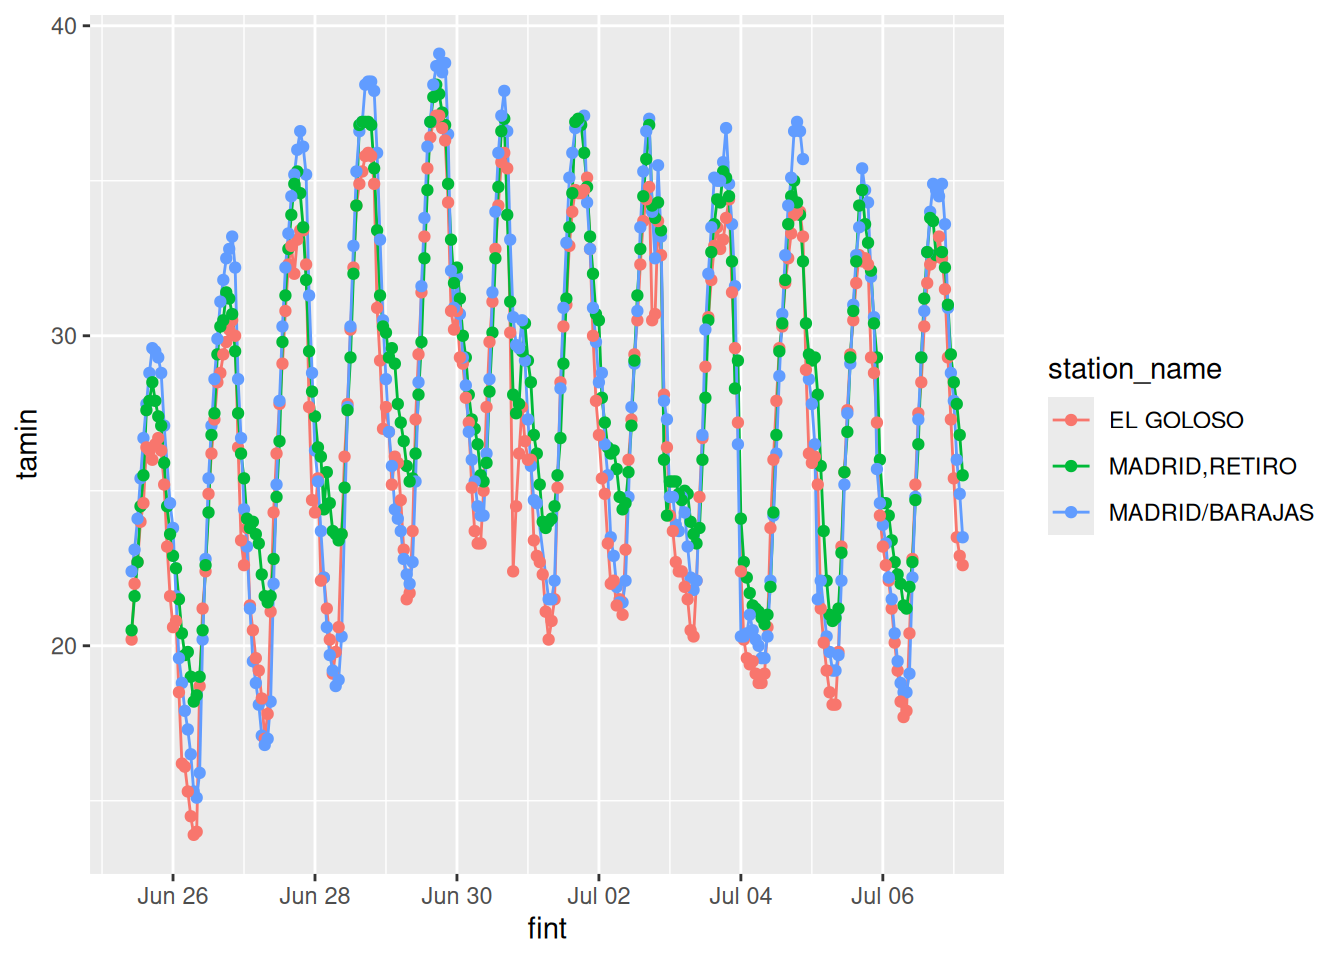 40
30
20
tamin
Jun 26
Jun 28
Jun 30
Jul 02
Jul 04
Jul 06
fint
station_name
EL GOLOSO
MADRID,RETIRO
MADRID/BARAJAS